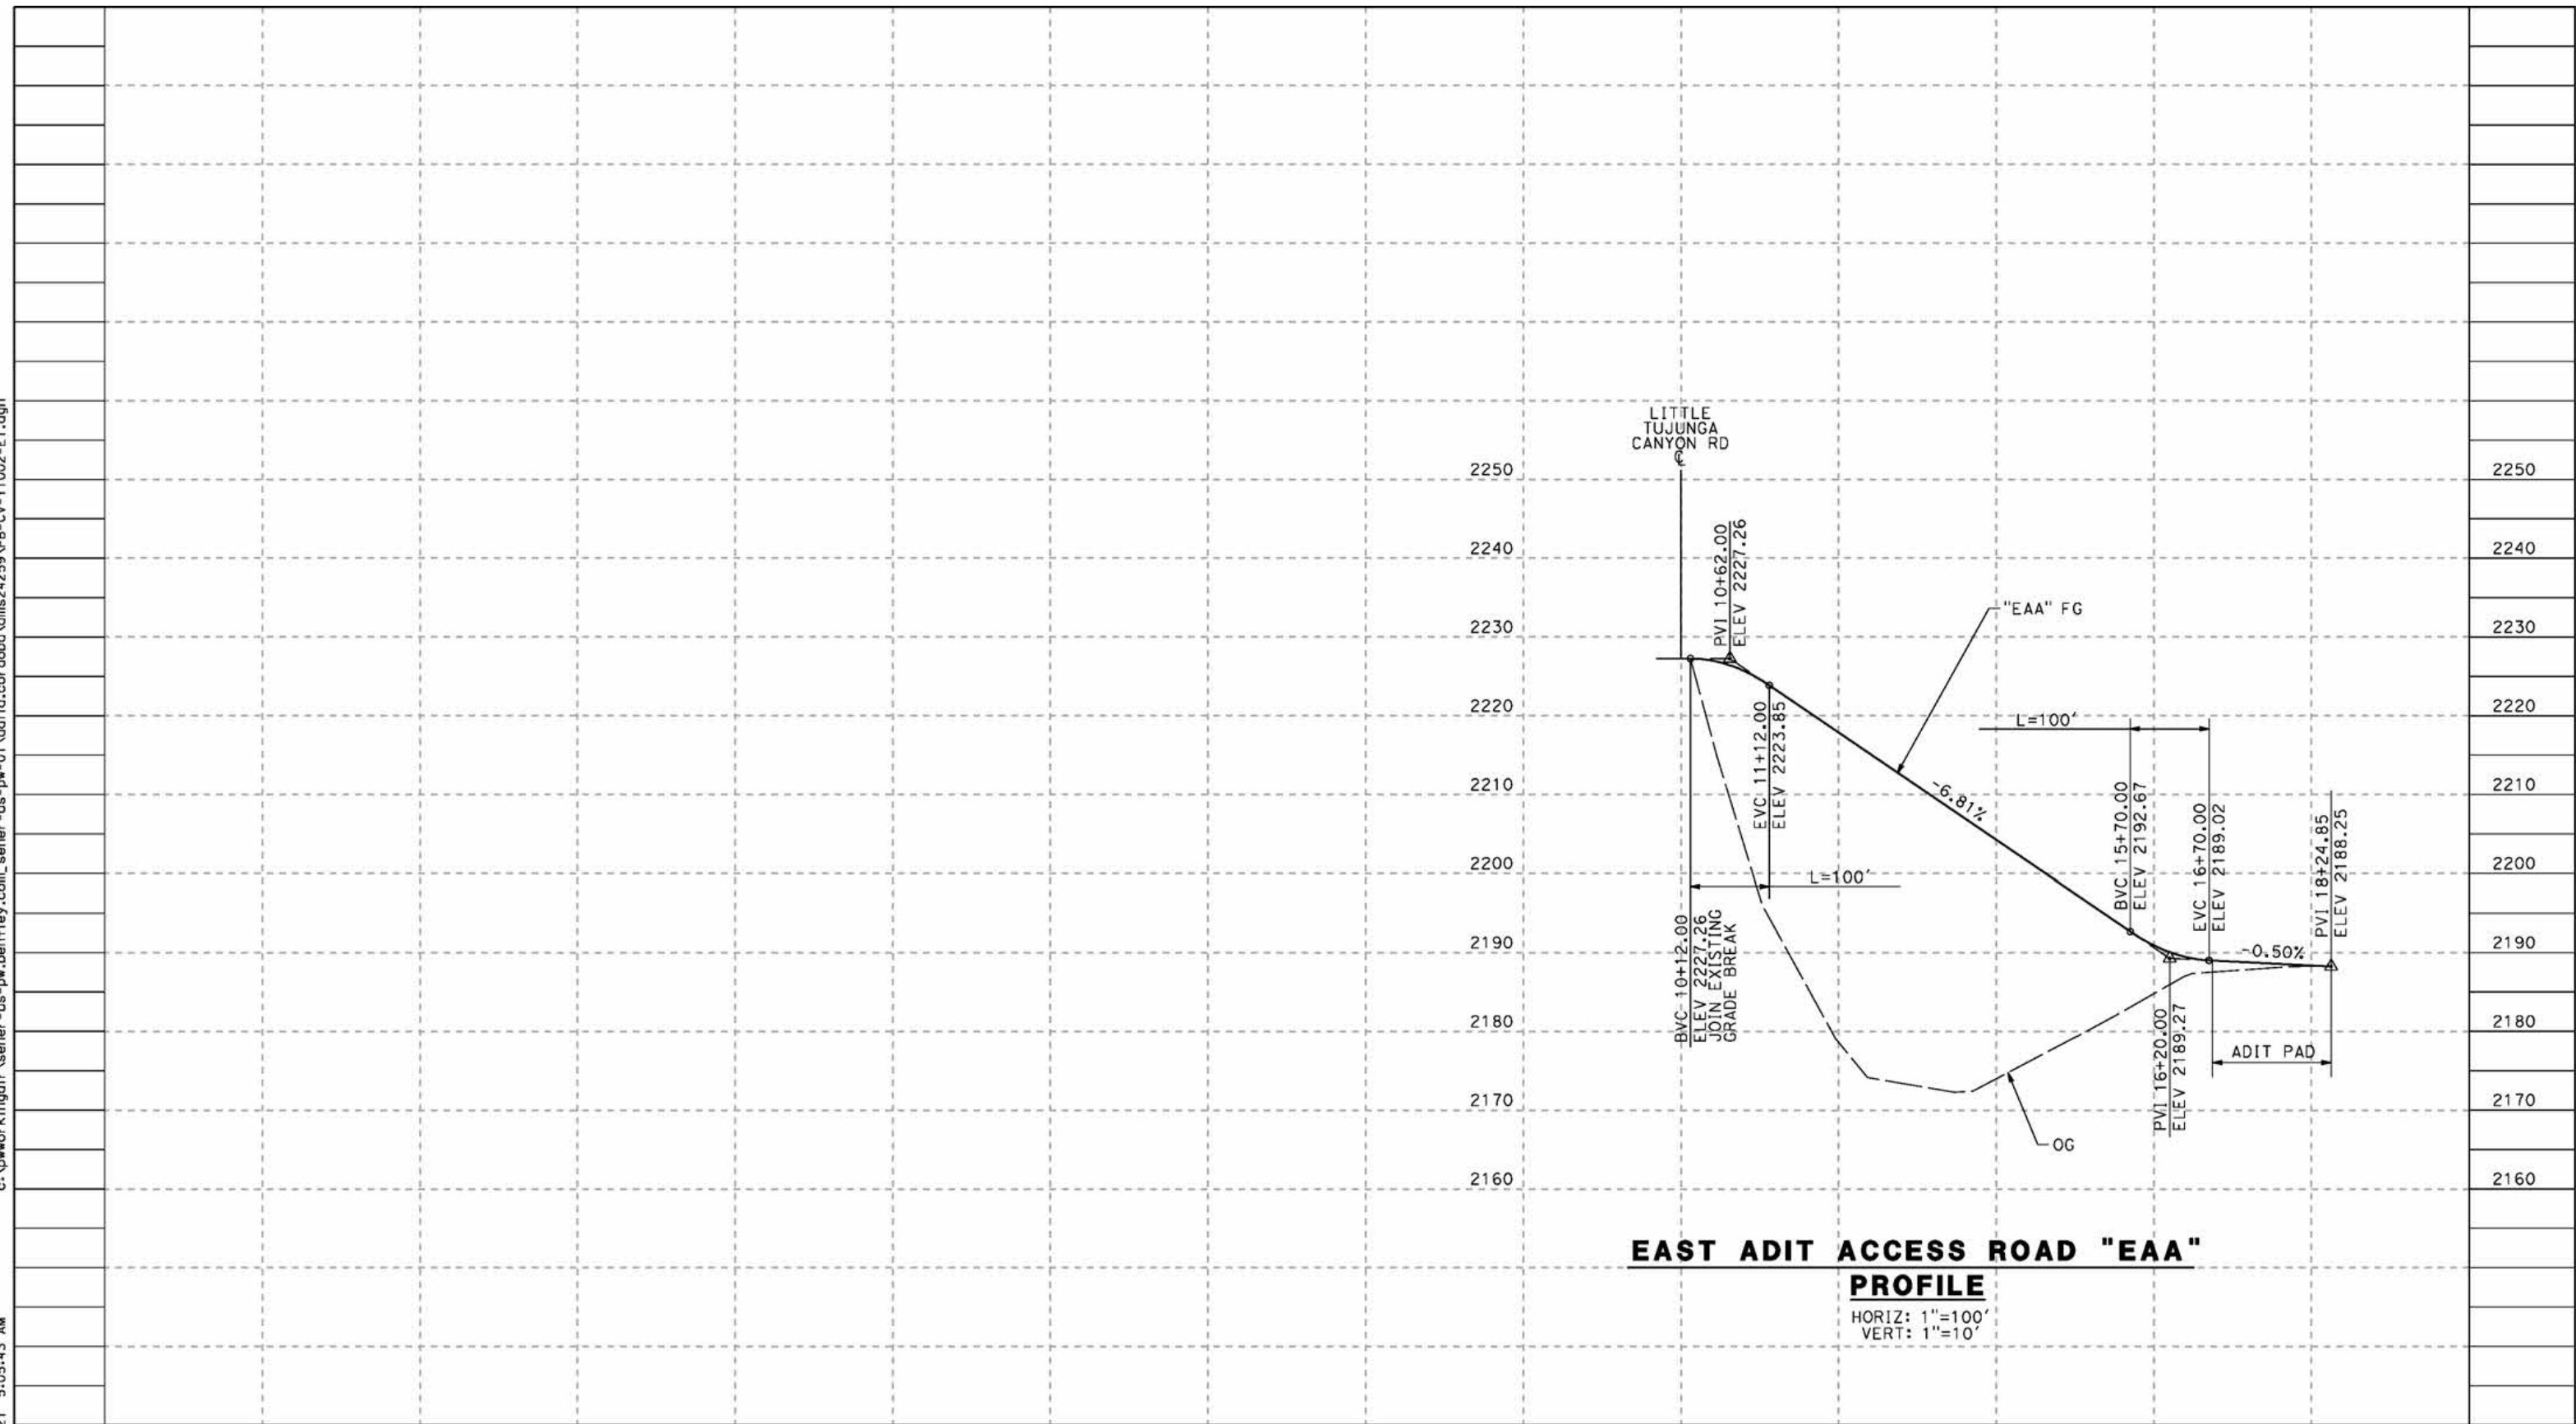 LITTLE
TUJUNGA
CANYON RD
℄
2250
2250
2240
2240
2230
2230
2220
2220
2210
2210
2200
2200
2190
2190
2180
2180
2170
2170
2160
2160
PVI 10+62.00
ELEV 2227.26
"EAA" FG
EVC 11+12.00
ELEV 2223.85
L=100'
-6.81%
L=100'
BVC 10+12.00
ELEV 2227.26
JOIN EXISTING
GRADE BREAK
BVC 15+70.00
ELEV 2192.67
EVC 16+70.00
ELEV 2189.02
PVI 18+24.85
ELEV 2188.25
-0.50%
PVI 16+20.00
ELEV 2189.27
ADIT PAD
OG
EAST ADIT ACCESS ROAD "EAA"
PROFILE
HORIZ: 1"=100'
VERT: 1"=10'